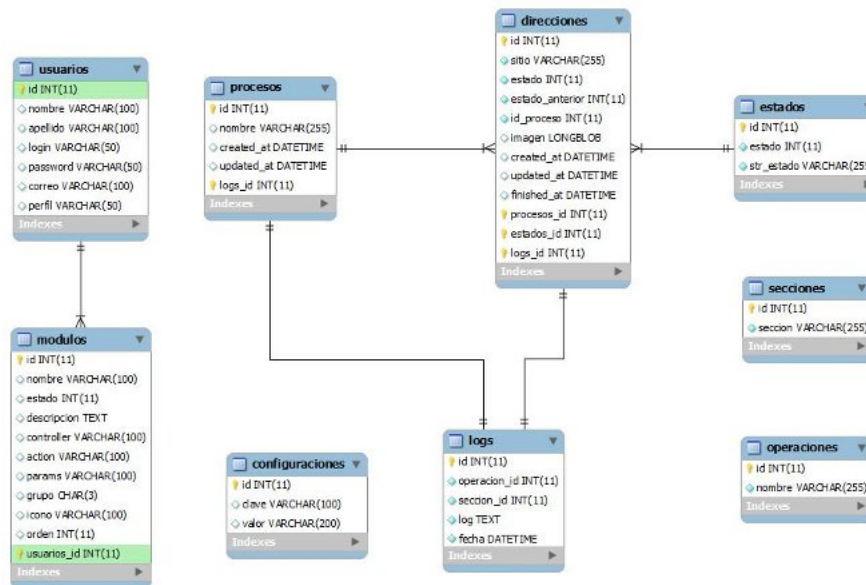 usuarios
id INT(11)
nombre VARCHAR(100)
apellido VARCHAR(100)
login VARCHAR(50)
password VARCHAR(50)
correo VARCHAR(100)
perfil VARCHAR(50)
Indexes
procesos
id INT(11)
nombre VARCHAR(255)
created_at DATETIME
updated_at DATETIME
logs_id INT(11)
Indexes
direcciones
id INT(11)
sitio VARCHAR(255)
estado INT(11)
estado_anterior INT(11)
id_proceso INT(11)
imagen LONGBLOB
created_at DATETIME
updated_at DATETIME
finished_at DATETIME
procesos_id INT(11)
estados_id INT(11)
logs_id INT(11)
Indexes
estados
id INT(11)
estado INT(11)
str_estado VARCHAR(255
Indexes
secciones
id INT(11)
seccion VARCHAR(255)
Indexes
modulos
id INT(11)
nombre VARCHAR(100)
estado INT(11)
descripcion TEXT
controller VARCHAR(100)
action VARCHAR(100)
params VARCHAR(100)
grupo CHAR(3)
icono VARCHAR(100)
orden INT(11)
usuarios_id INT(11)
Indexes
configuraciones
id INT(11)
clave VARCHAR(100)
valor VARCHAR(200)
Indexes
logs
id INT(11)
operacion_id INT(11)
seccion_id INT(11)
log TEXT
fecha DATETIME
Indexes
operaciones
id INT(11)
nombre VARCHAR(255)
Indexes